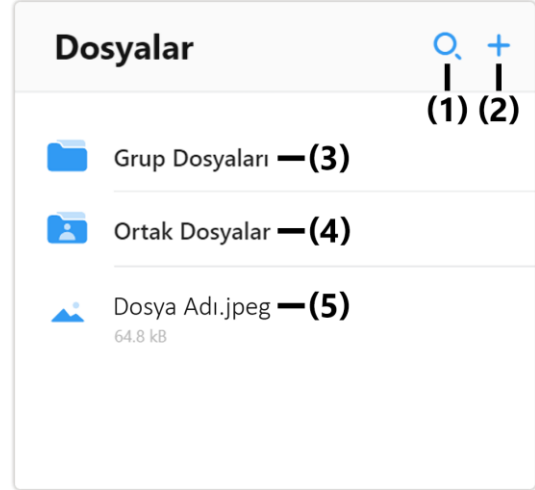 Dosyalar
(1) (2)
Grup Dosyaları (3)
Ortak Dosyalar (4)
Dosya Adı.jpeg (5)
64.8 kB